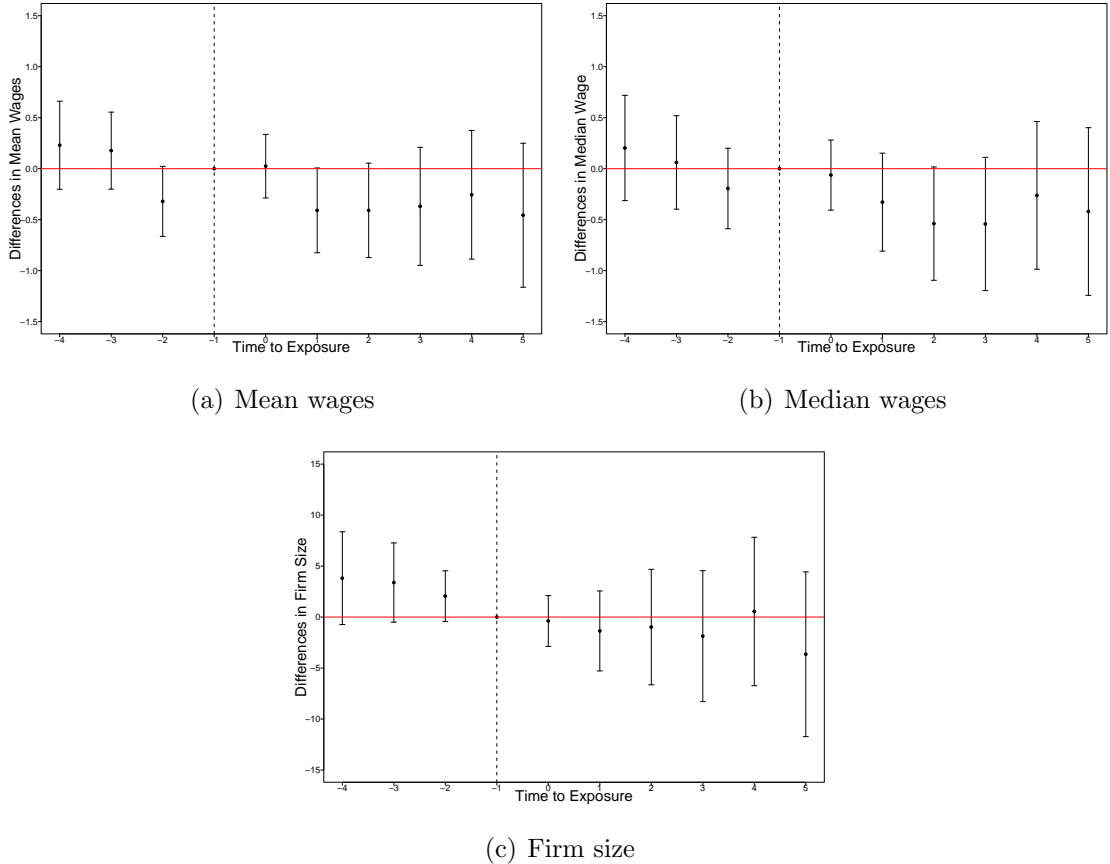 1.5
1.0
0.5
0.0
−0.5
−1.0
−1.5
Differences in Mean Wages
−4 −3 −2 −1 0 1 2 3 4 5
Time to Exposure
(a) Mean wages
1.5
1.0
0.5
0.0
−0.5
−1.0
−1.5
Differences in Median Wage
−4 −3 −2 −1 0 1 2 3 4 5
Time to Exposure
(b) Median wages
15
10
5
0
−5
−10
−15
Differences in Firm Size
−4 −3 −2 −1 0 1 2 3 4 5
Time to Exposure
(c) Firm size